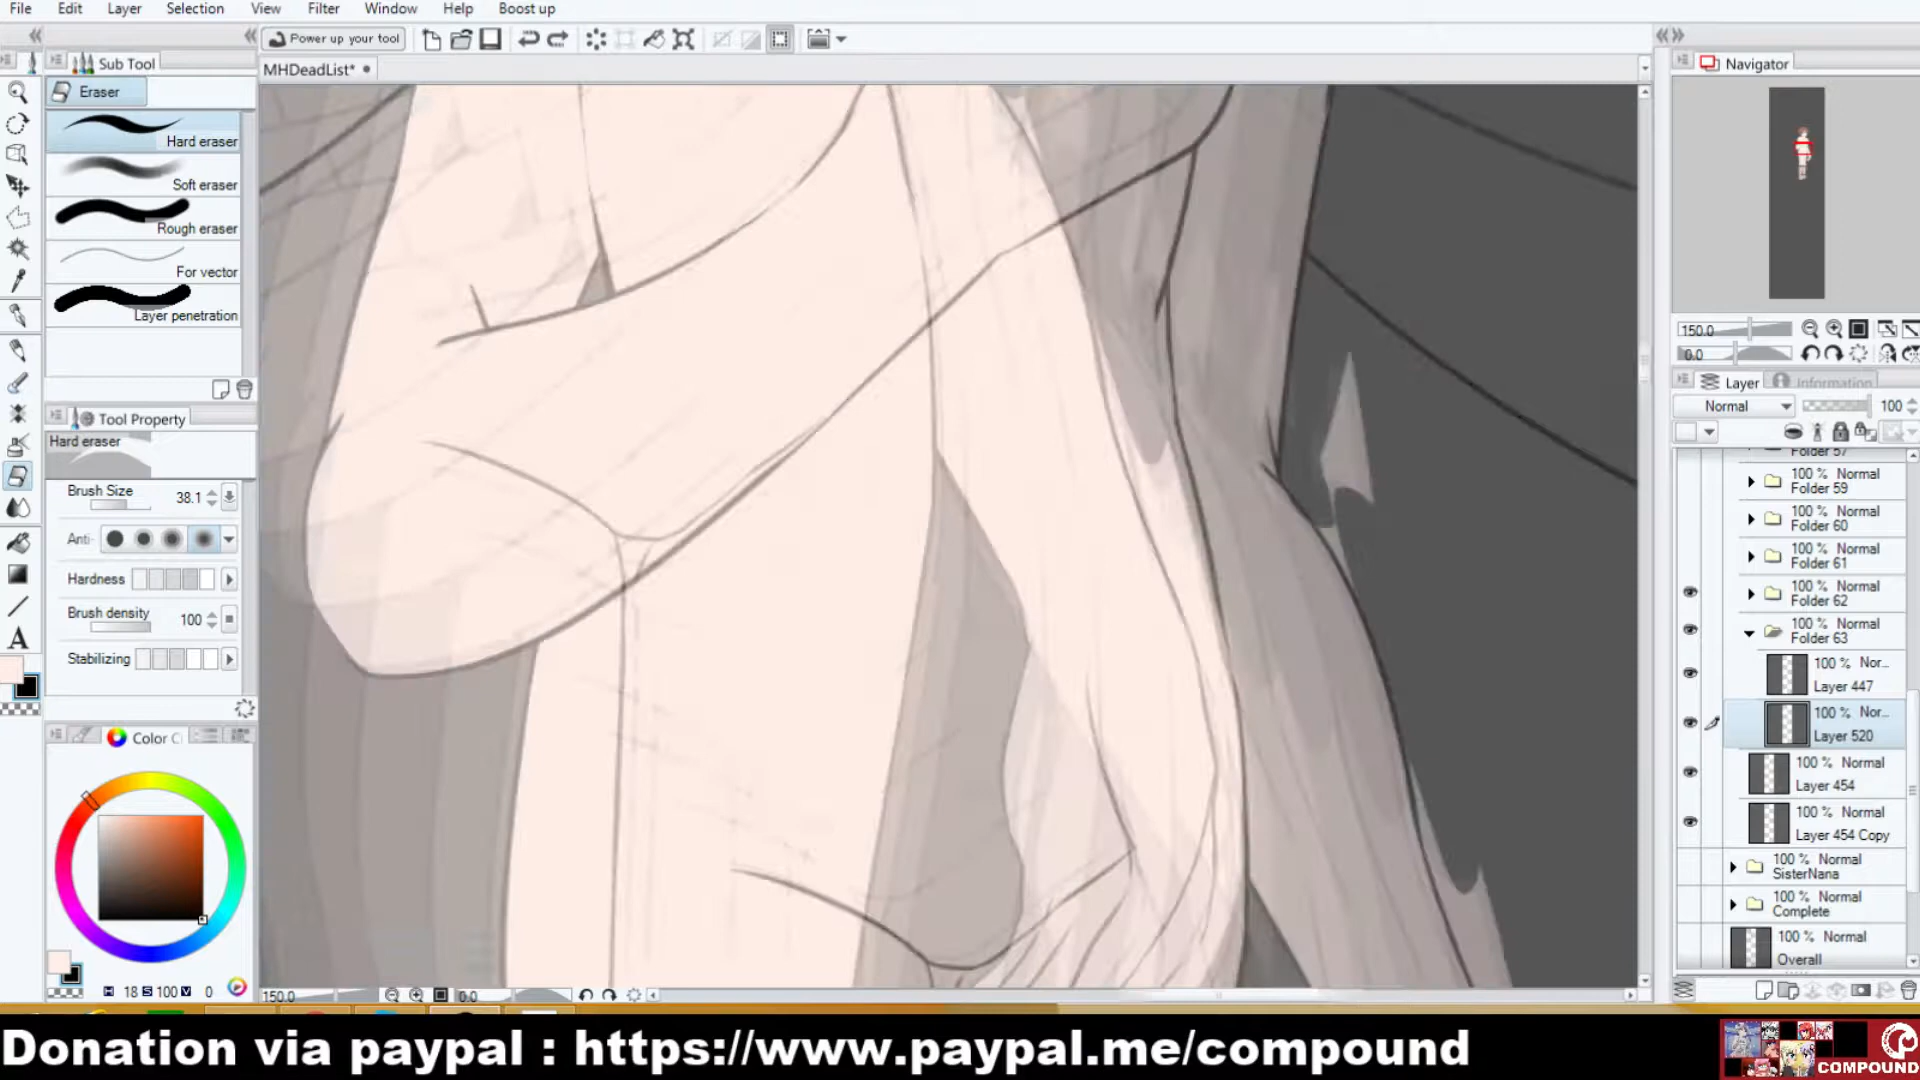 File Edit Layer Selection View Filter Window Help Boost up
Power up your tool
Sub Tool
MHDeadList*
Navigator
Eraser
Hard eraser
Soft eraser
Rough eraser
For vector
Layer penetration
Tool Property
Hard eraser
Brush Size 38.1
Anti-
Hardness
Brush density 100
Stabilizing
Color C
H 18 S 100 V 0
150.0
0.0
150.0
0.0
Layer Information
Normal 100
Folder 57
100 % Normal
Folder 59
100 % Normal
Folder 60
100 % Normal
Folder 61
100 % Normal
Folder 62
100 % Normal
Folder 63
100 % Nor...
Layer 447
100 % Nor...
Layer 520
100 % Normal
Layer 454
100 % Normal
Layer 454 Copy
100 % Normal
SisterNana
100 % Normal
Complete
100 % Normal
Overall
A
Donation via paypal : https://www.paypal.me/compound
COMPOUND